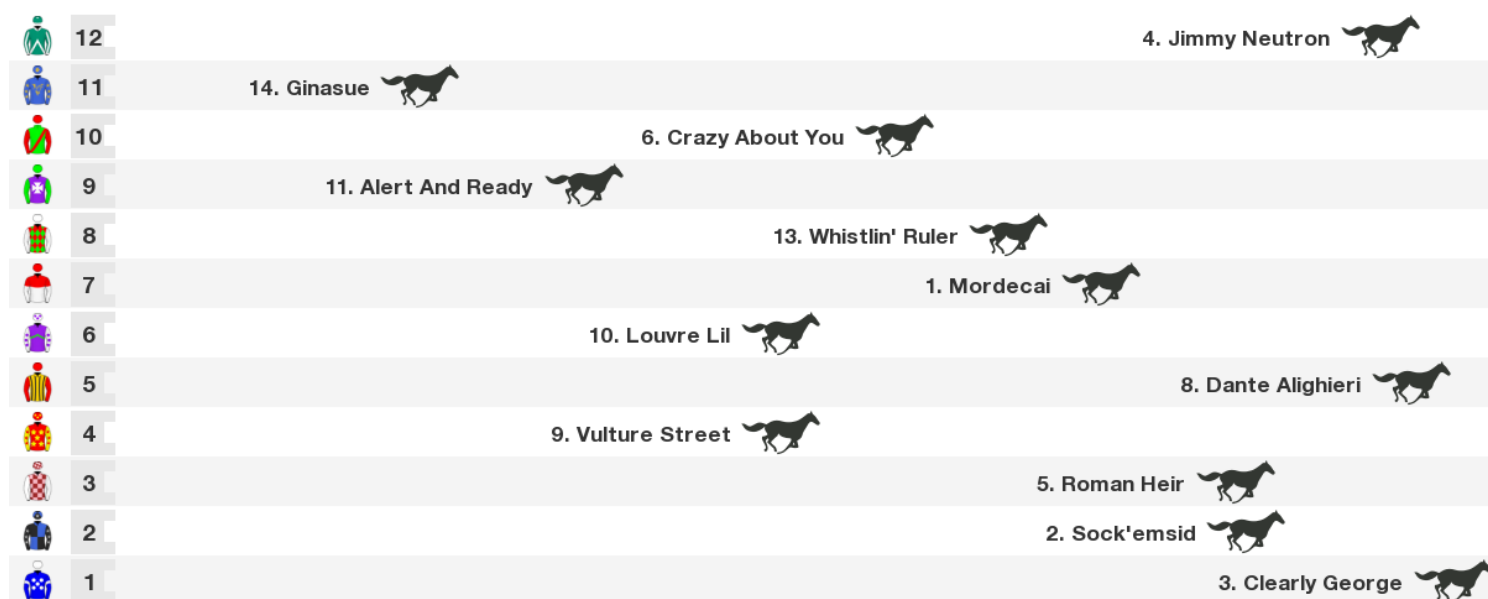 12 4. Jimmy Neutron
11 14. Ginasue
10 6. Crazy About You
9 11. Alert And Ready
8 13. Whistlin' Ruler
7 1. Mordecai
6 10. Louvre Lil
5 8. Dante Alighieri
4 9. Vulture Street
3 5. Roman Heir
2 2. Sock'emsid
1 3. Clearly George